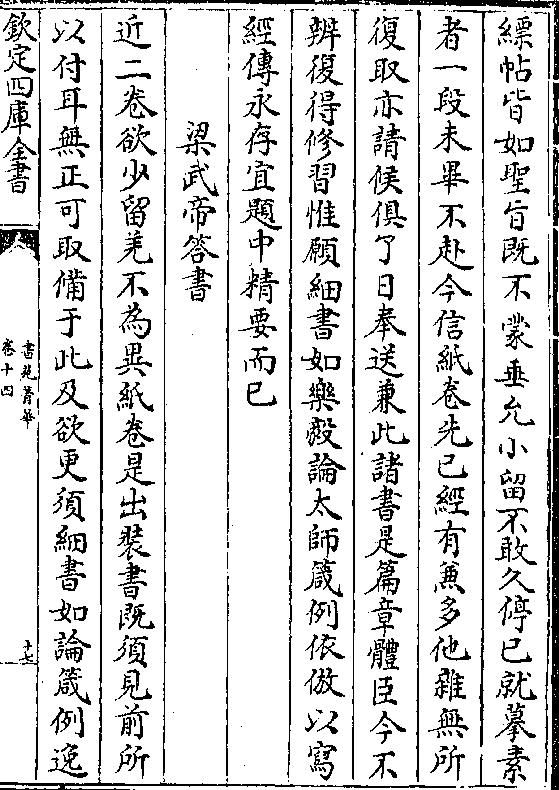 縹帖皆如聖旨既不蒙垂允小留不敢久停已就摹素
者一段未畢不赴今信紙卷先已經有兼多他雜無所
復取亦請俟俱了日奉送兼此諸書是篇章體臣今不
辨復得修習惟願細書如樂毅論太師箴例依倣以寫
經傳永存宜題中精要而已
梁武帝答書
近二卷欲少留差不為異紙卷是出裝書既須見前所
以付耳無正可取備于此及欲更須細書如論箴例逸
欽定四庫全書
書苑菁華
卷十四
十七